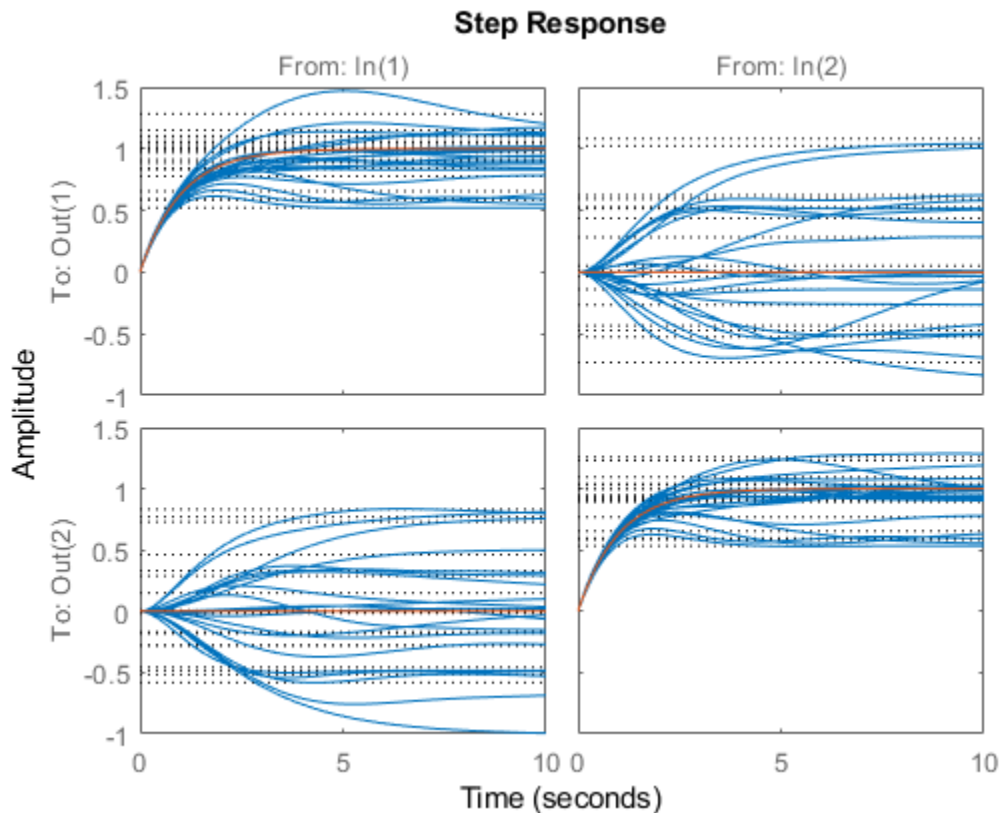 Step Response
From: In(1)
From: In(2)
Amplitude
To: Out(1)
1.5
1
0.5
0
-0.5
-1
To: Out(2)
1.5
1
0.5
0
-0.5
-1
0
5
10
0
5
10
Time (seconds)